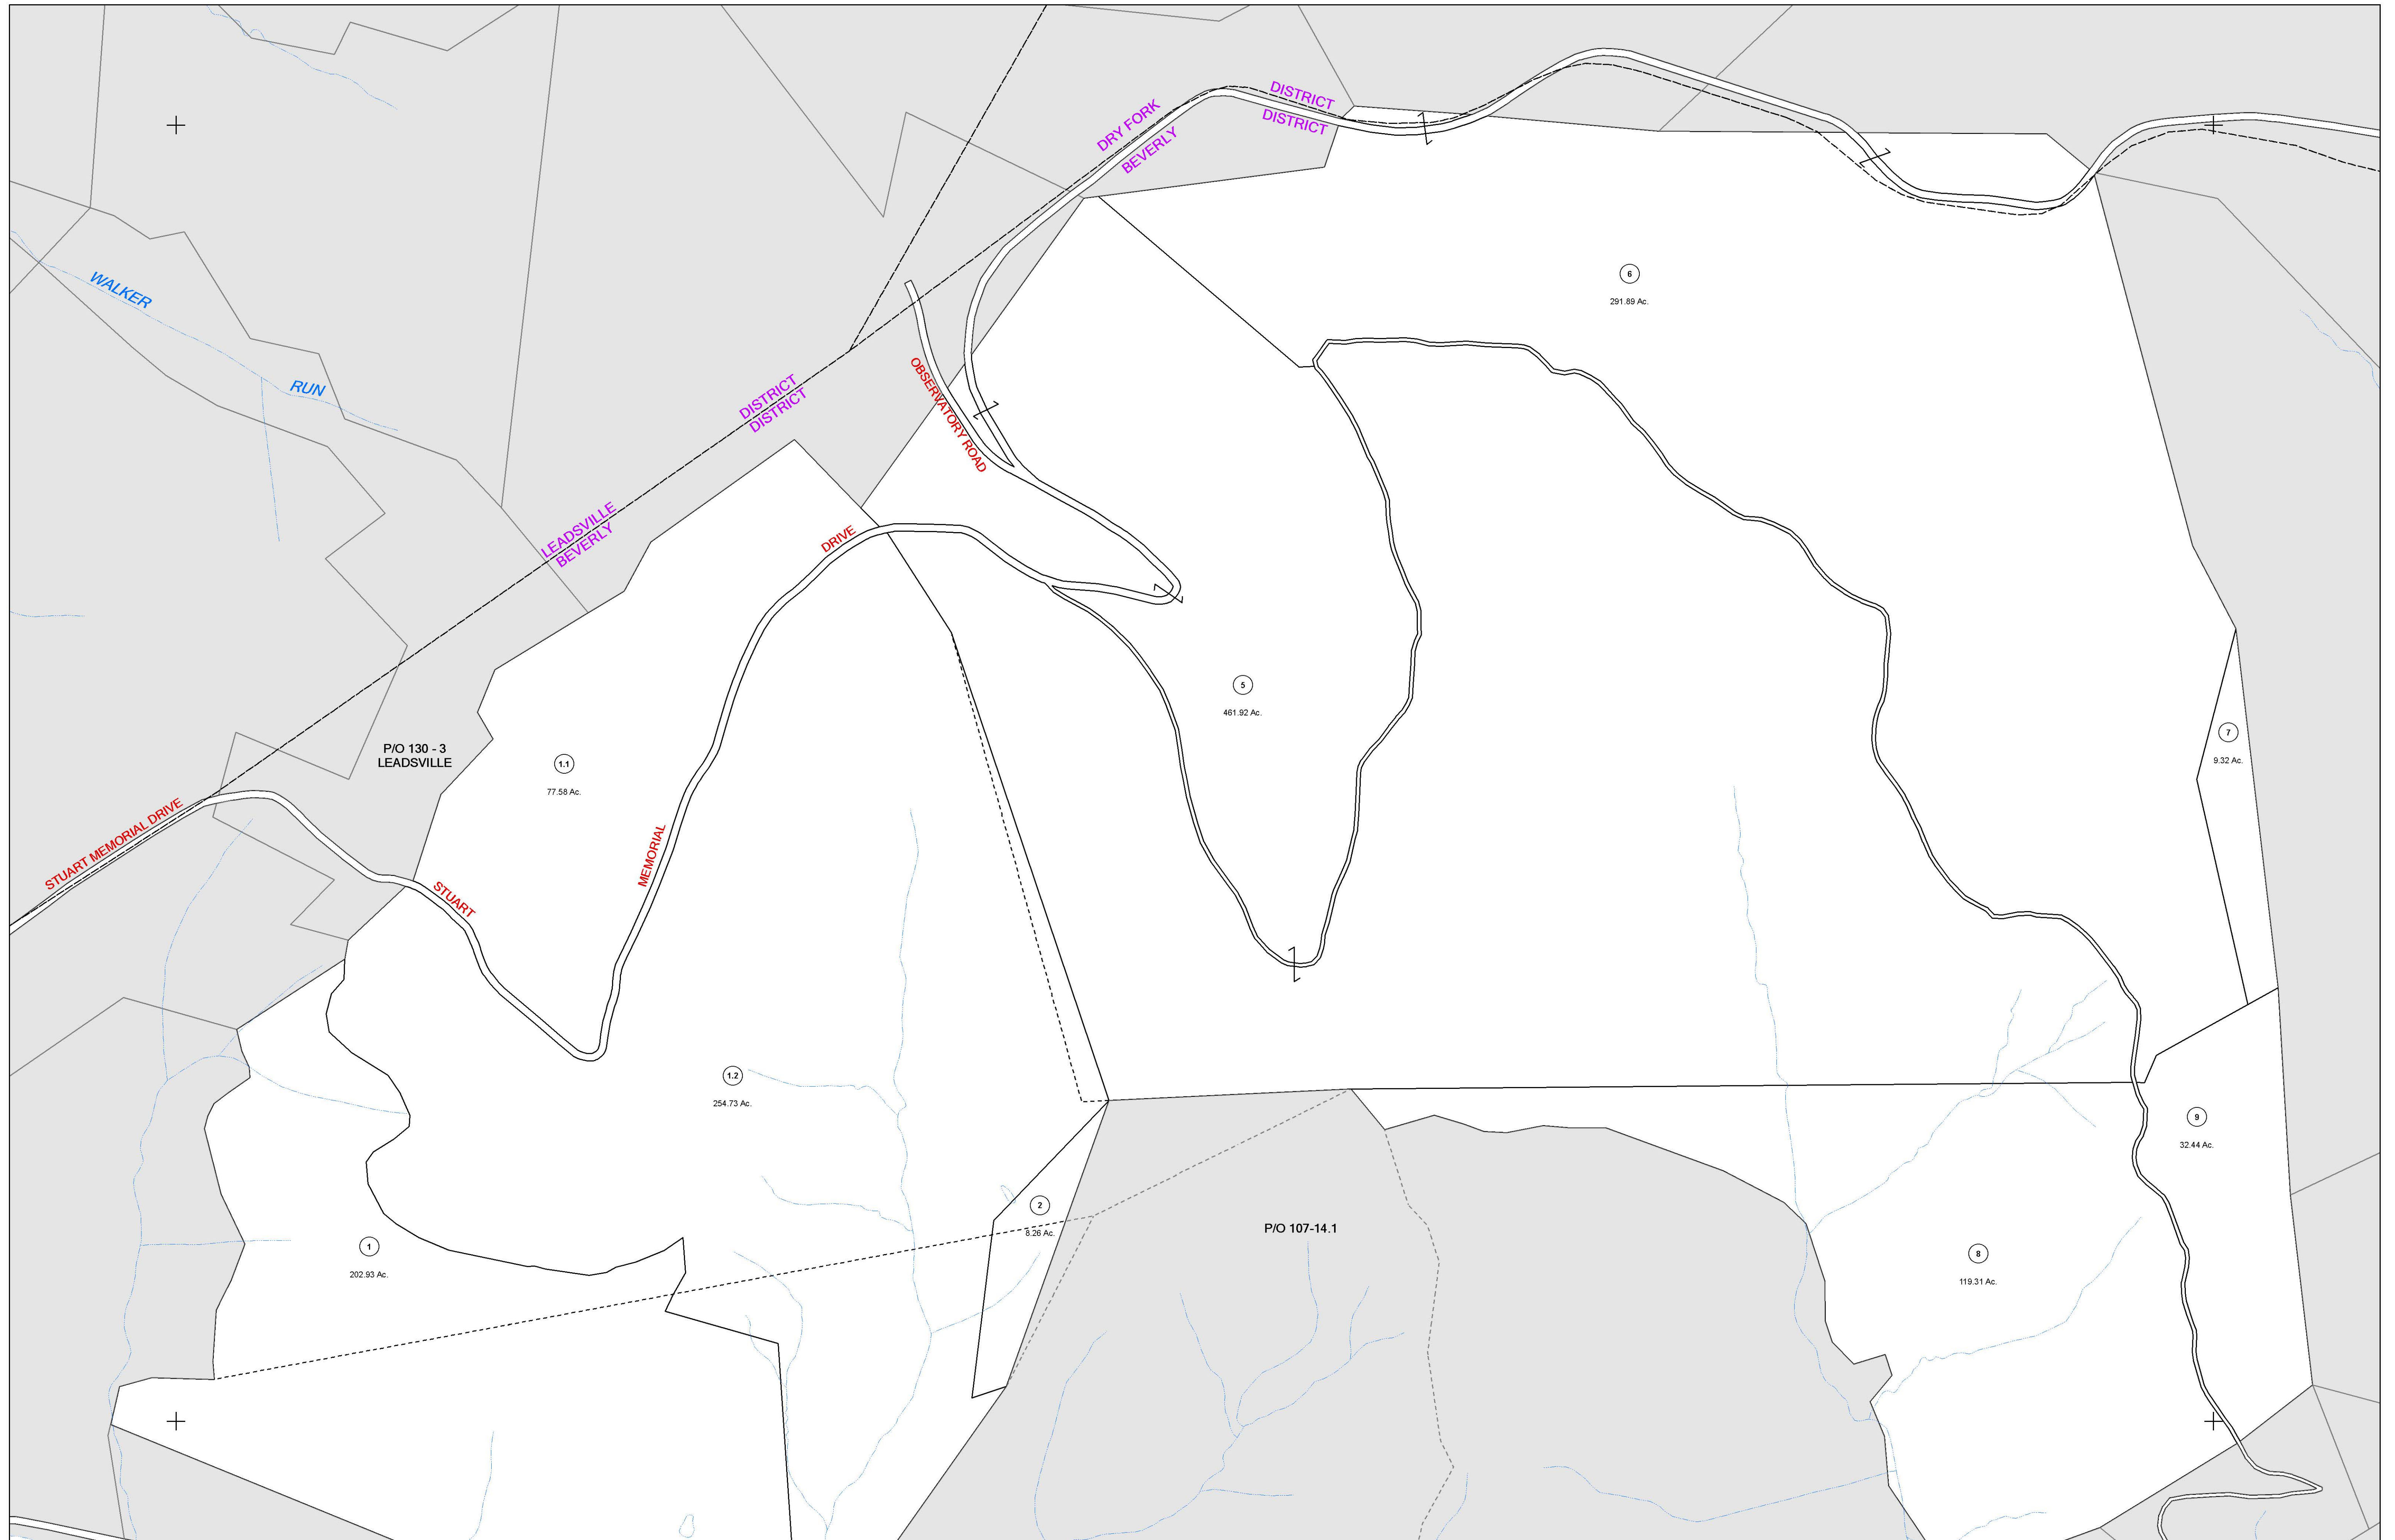 DISTRICT
DRY FORK
DISTRICT
BEVERLY
WALKER
RUN
6
291.89 Ac.
OBSERVATORY ROAD
DISTRICT
DISTRICT
LEADSVILLE
BEVERLY
DRIVE
5
461.92 Ac.
7
9.32 Ac.
P/O 130 - 3
LEADSVILLE
1.1
77.58 Ac.
STUART MEMORIAL DRIVE
MEMORIAL
STUART
1.2
254.73 Ac.
9
32.44 Ac.
2
8.26 Ac.
P/O 107-14.1
1
202.93 Ac.
8
119.31 Ac.